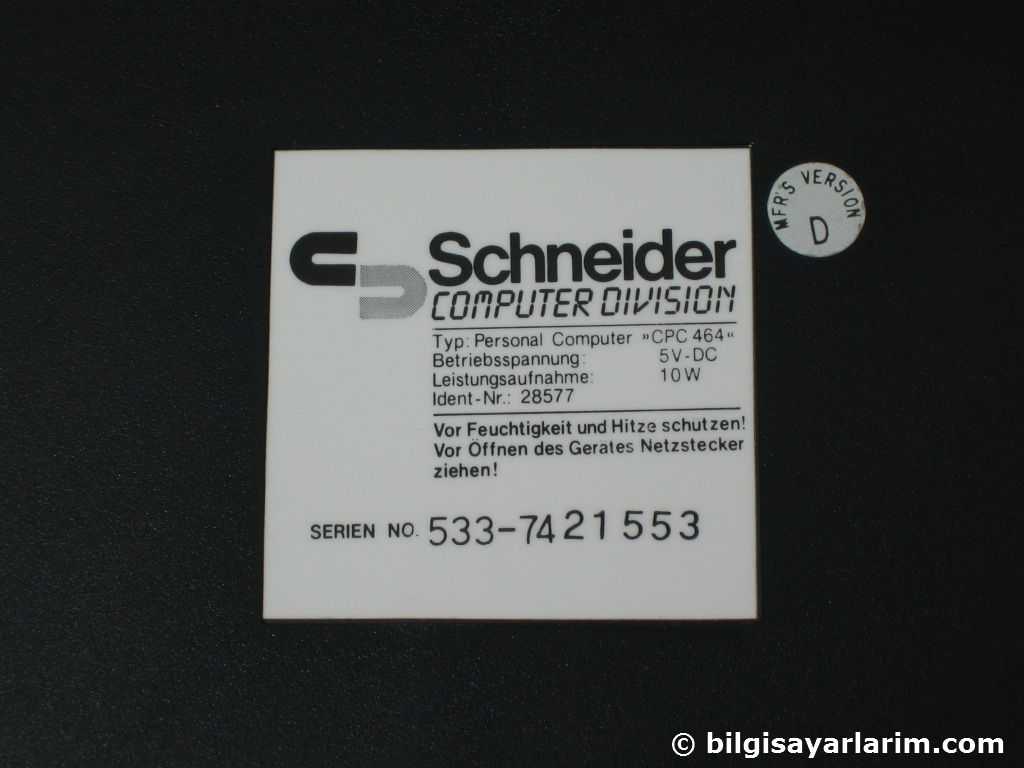 Schneider
COMPUTER DIVISION
Typ: Personal Computer »CPC 464«
Betriebsspannung: 5V-DC
Leistungsaufnahme: 10W
Ident-Nr.: 28577
Vor Feuchtigkeit und Hitze schützen!
Vor Öffnen des Gerates Netzstecker
ziehen!
SERIEN NO. 533-7421553
MFR'S VERSION
D
© bilgisayarlarim.com